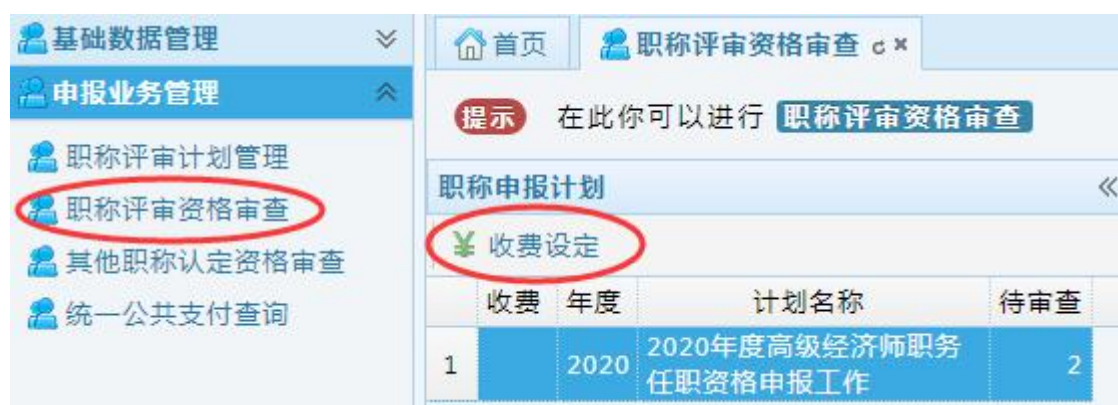 基础数据管理
申报业务管理
职称评审计划管理
职称评审资格审查
其他职称认定资格审查
统一公共支付查询
首页 职称评审资格审查
提示 在此你可以进行 职称评审资格审查
职称申报计划
¥ 收费设定
收费 年度 计划名称 待审查
1 2020 2020年度高级经济师职务 2
任职资格申报工作